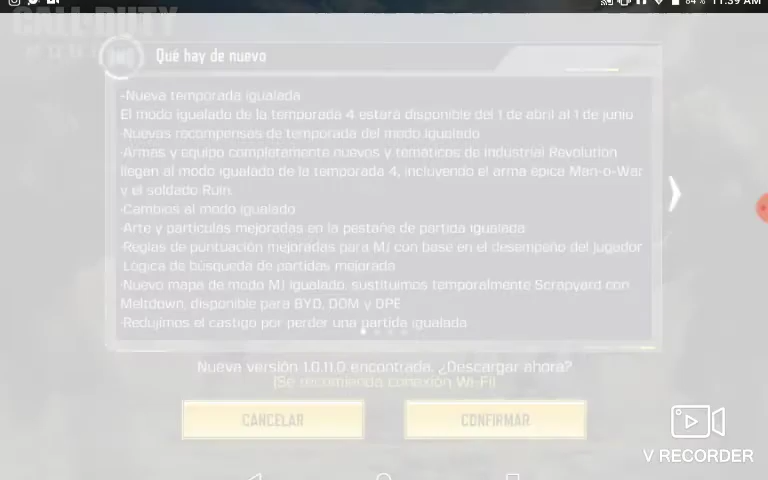 11:39 AM
CALL OF DUTY
Qué hay de nuevo
-Nueva temporada igualada
El modo igualado de la temporada 4 estará disponible del 1 de abril al 1 de junio
-Nuevas recompensas de temporada del modo igualado
-Armas y equipo completamente nuevos y temáticos de Industrial Revolution
llegan al modo igualado de la temporada 4, incluyendo el arma épica Man-o-War
y el soldado Ruin.
-Cambios al modo igualado
-Arte y partículas mejoradas en la pestaña de partida igualada
-Reglas de puntuación mejoradas para MJ con base en el desempeño del jugador
Lógica de búsqueda de partidas mejorada
-Nuevo mapa de modo MJ igualado, sustituimos temporalmente Scrapyard con
Meltdown, disponible para BYD, DOM y DPE
-Redujimos el castigo por perder una partida igualada
Nueva versión 1.0.11.0 encontrada. ¿Descargar ahora?
(Se recomienda conexión Wi-Fi)
CANCELAR
CONFIRMAR
V RECORDER